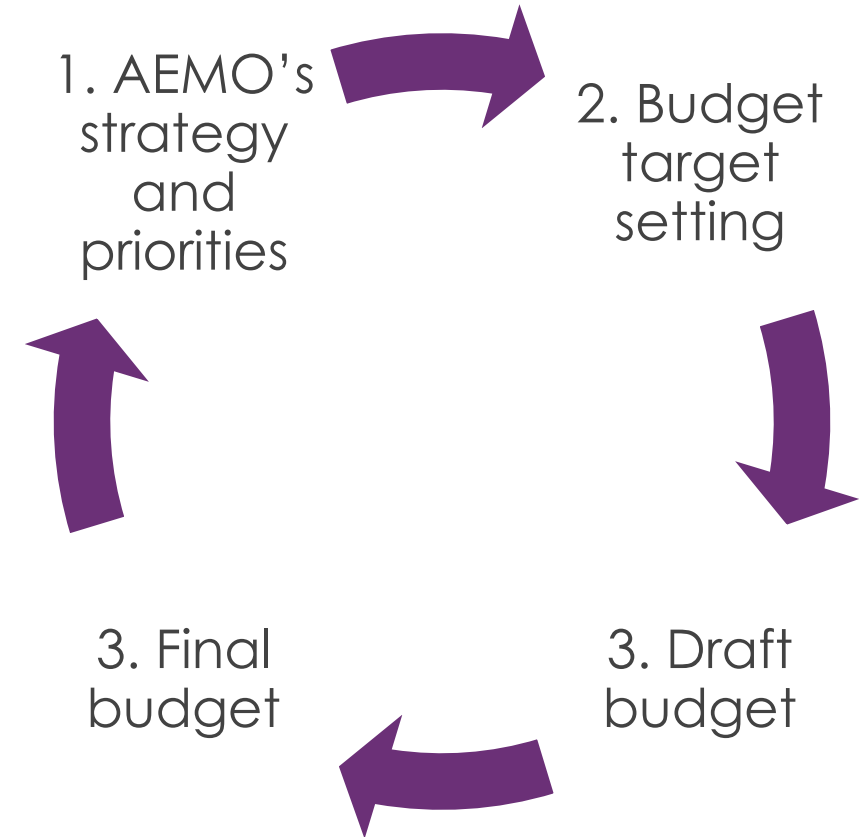 1. AEMO’s
strategy
and
priorities
2. Budget
target
setting
3. Draft
budget
3. Final
budget